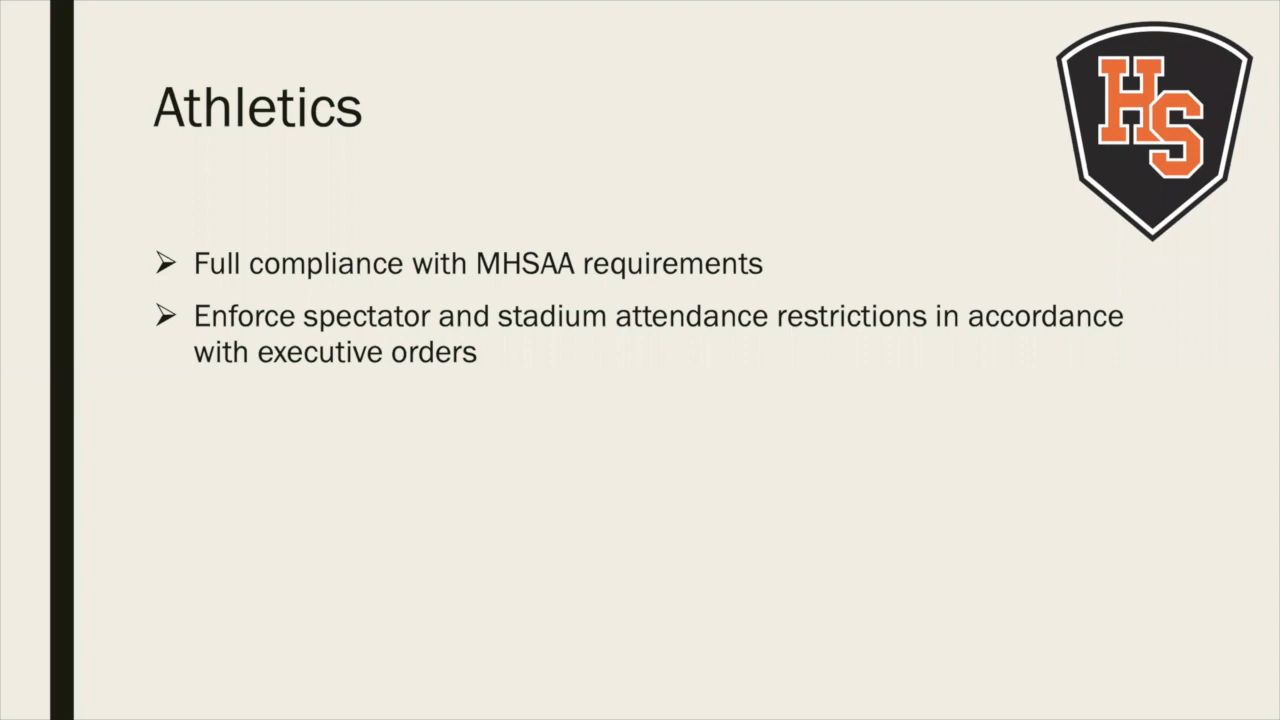 Athletics
HS
Full compliance with MHSAA requirements
Enforce spectator and stadium attendance restrictions in accordance
with executive orders